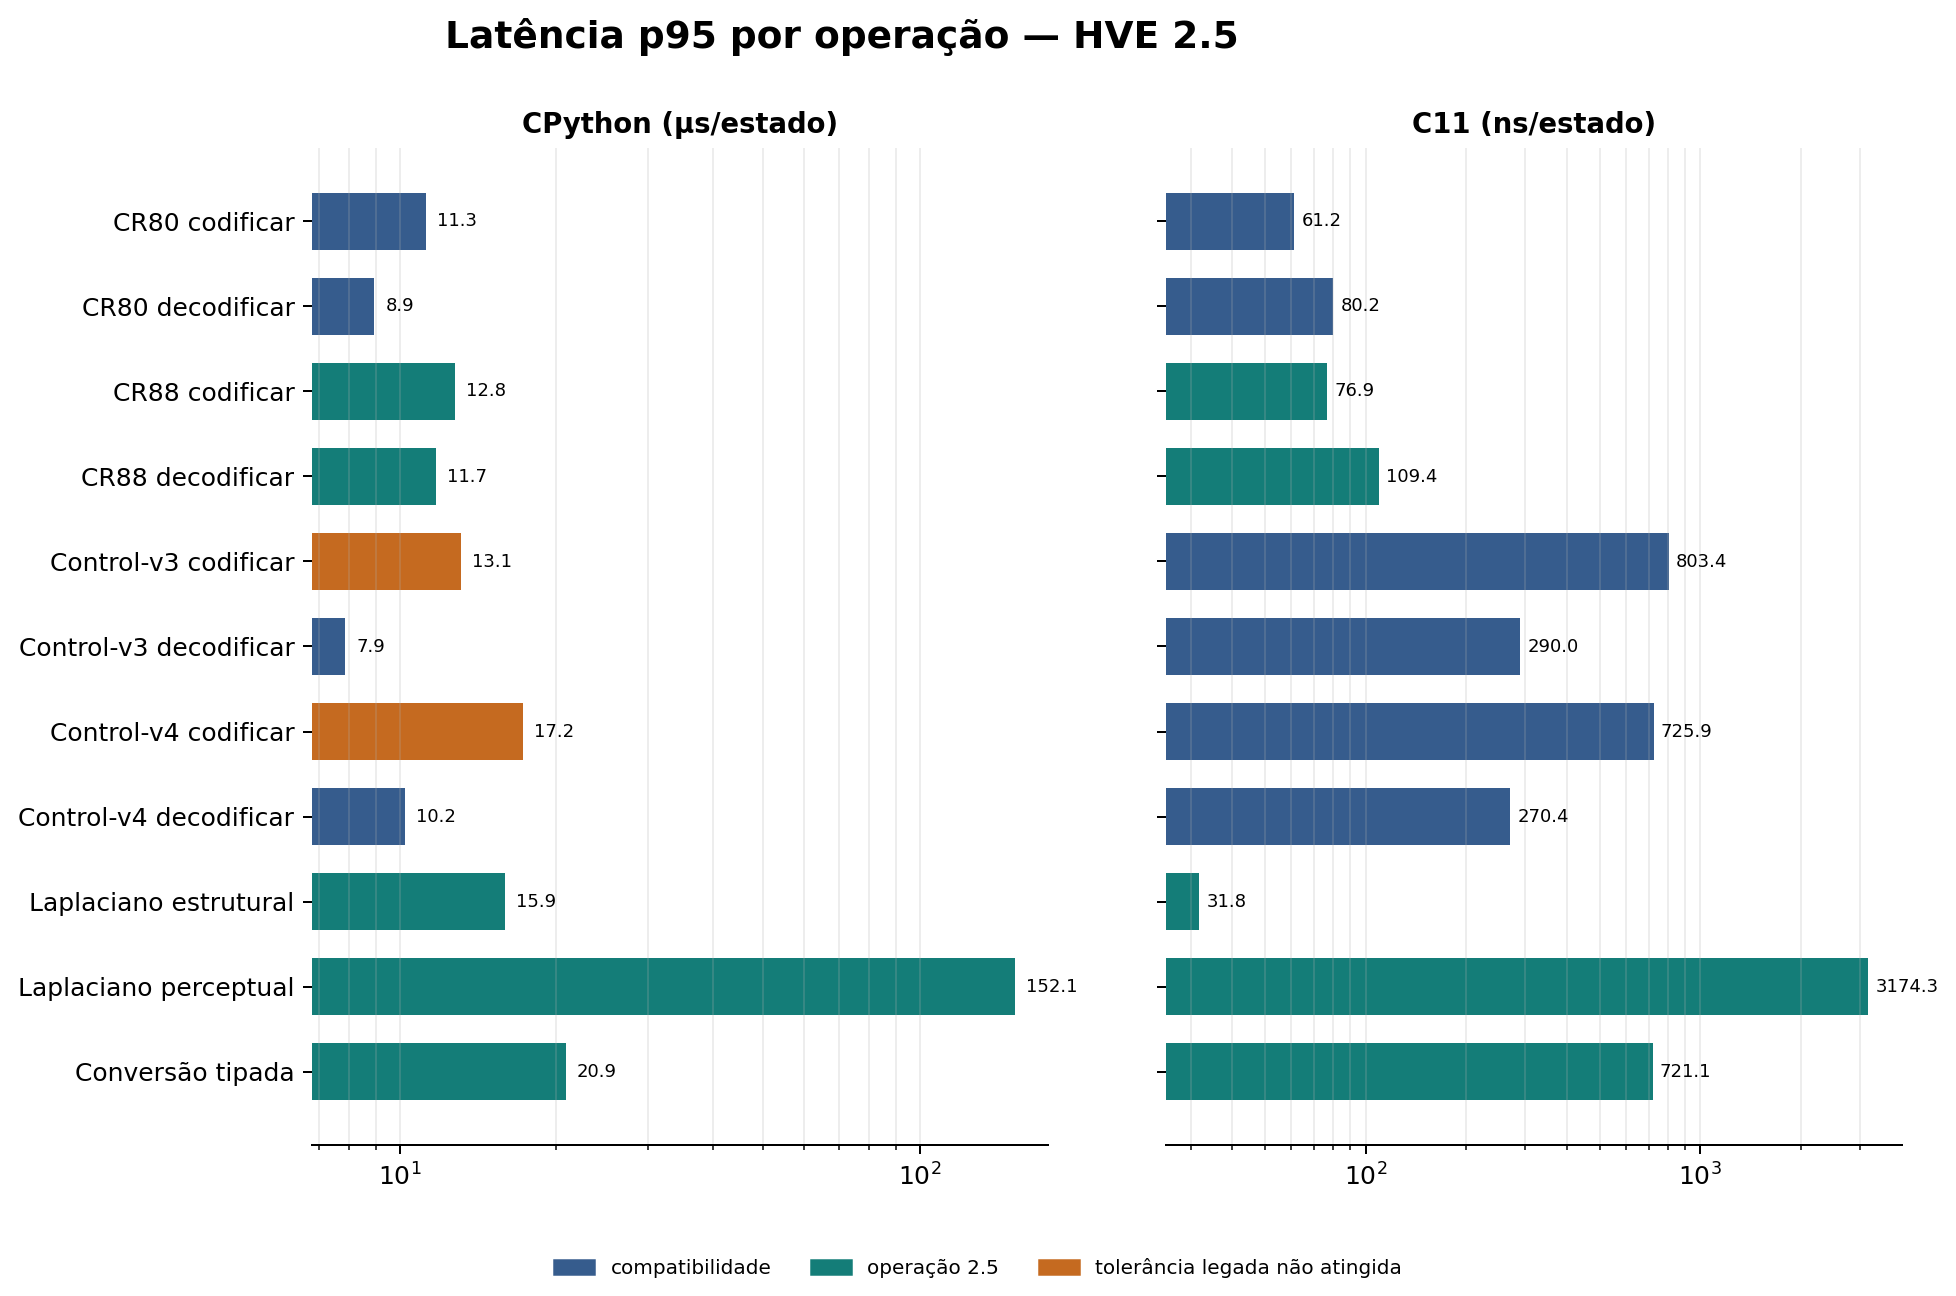 Latência p95 por operação — HVE 2.5
CPython (µs/estado)
CR80 codificar
11.3
CR80 decodificar
8.9
CR88 codificar
12.8
CR88 decodificar
11.7
Control-v3 codificar
13.1
Control-v3 decodificar
7.9
Control-v4 codificar
17.2
Control-v4 decodificar
10.2
Laplaciano estrutural
15.9
Laplaciano perceptual
152.1
Conversão tipada
20.9
10¹
10²
C11 (ns/estado)
61.2
80.2
76.9
109.4
803.4
290.0
725.9
270.4
31.8
3174.3
721.1
10²
10³
compatibilidade
operação 2.5
tolerância legada não atingida